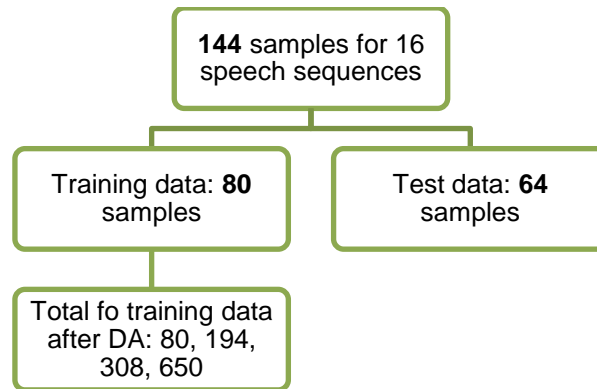 144 samples for 16
speech sequences
Training data: 80
samples
Test data: 64
samples
Total fo training data
after DA: 80, 194,
308, 650